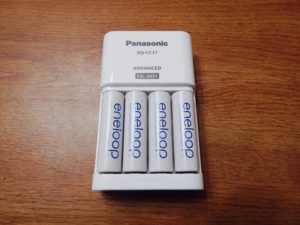 Panasonic
BQ-CC17
ADVANCED
Ni-MH
eneloop
eneloop
eneloop
eneloop